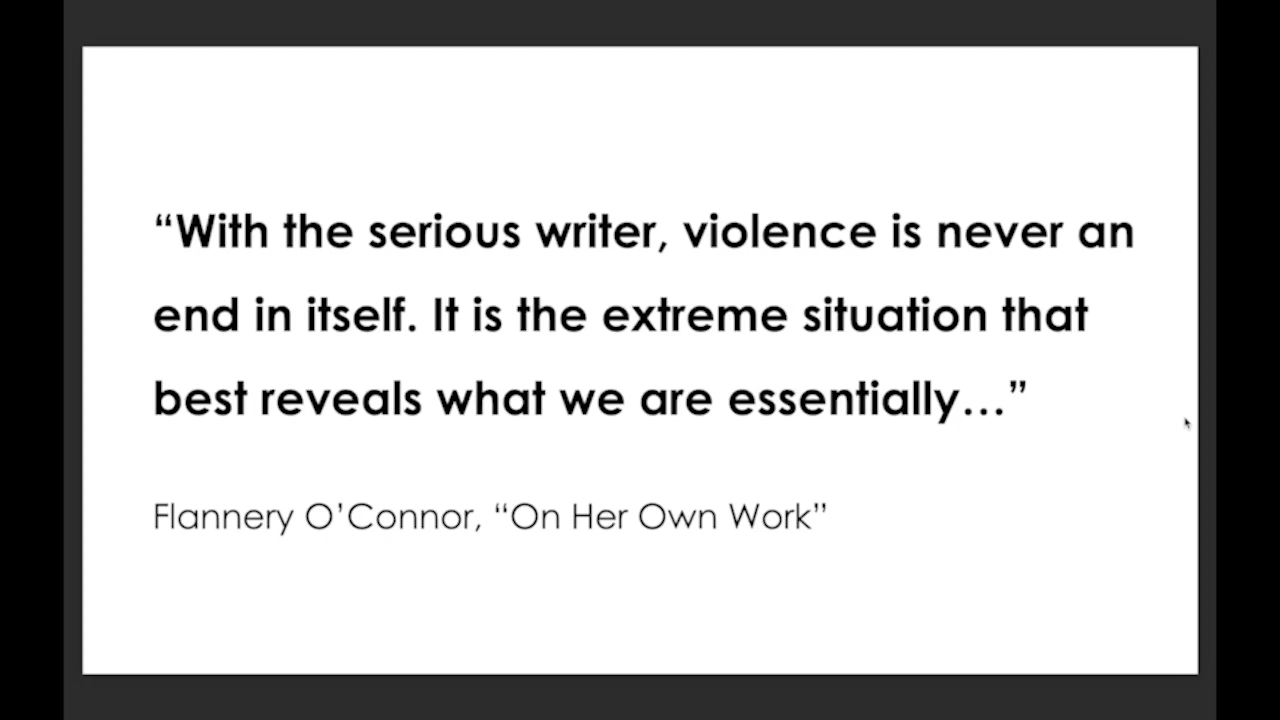 “With the serious writer, violence is never an
end in itself. It is the extreme situation that
best reveals what we are essentially…”
Flannery O’Connor, “On Her Own Work”